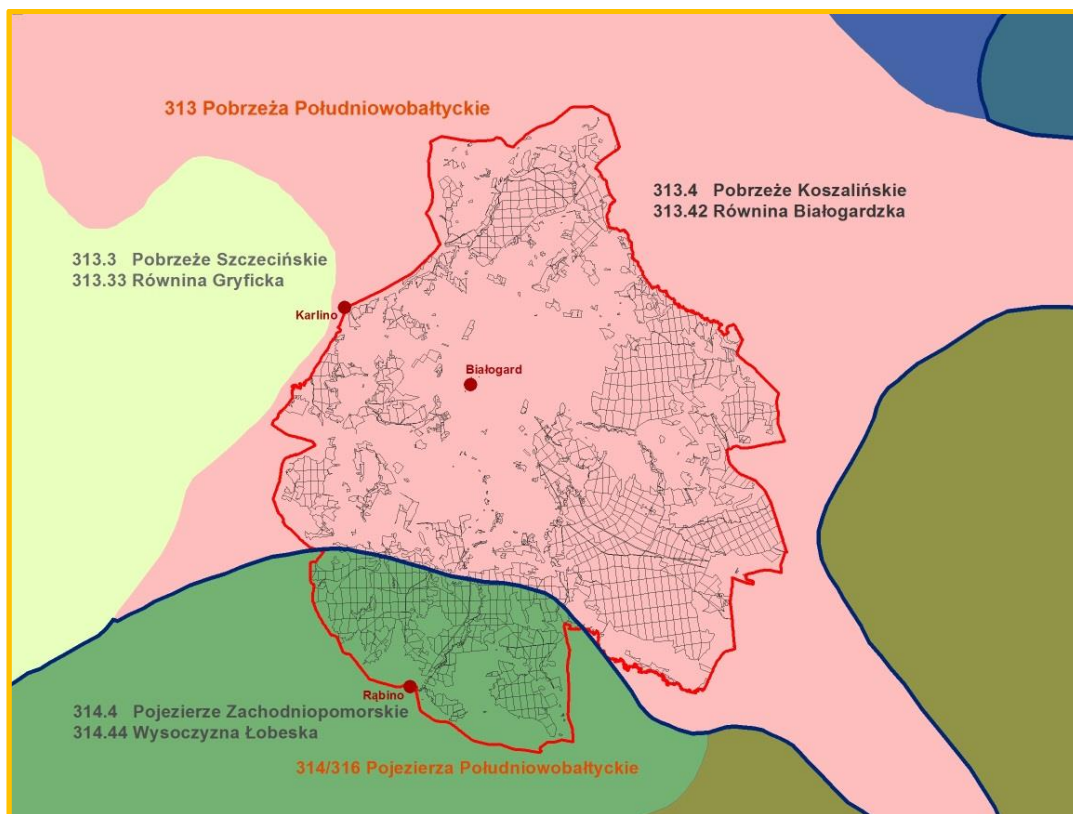 313 Pobrzeża Południowobałtyckie
313.4 Pobrzeże Koszalińskie
313.42 Równina Białogardzka
313.3 Pobrzeże Szczecińskie
313.33 Równina Gryficka
Karlino
Białogard
Rąbino
314.4 Pojezierze Zachodniopomorskie
314.44 Wysoczyzna Łobeska
314/316 Pojezierza Południowobałtyckie